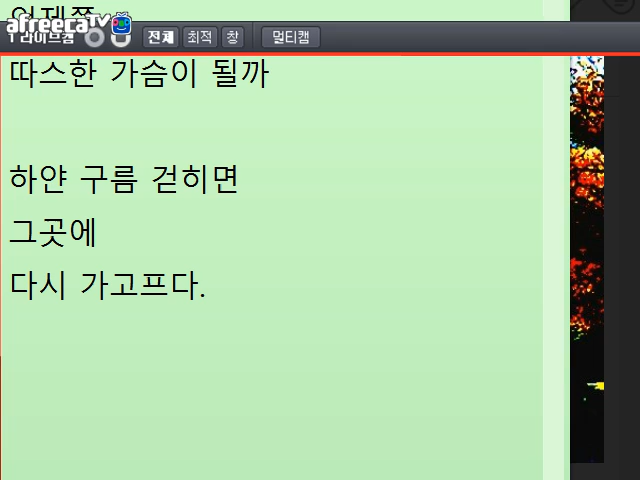 afreecaTV
1 라이브캠
전체 최적 창 멀티캠
따스한 가슴이 될까
하얀 구름 걷히면
그곳에
다시 가고프다.